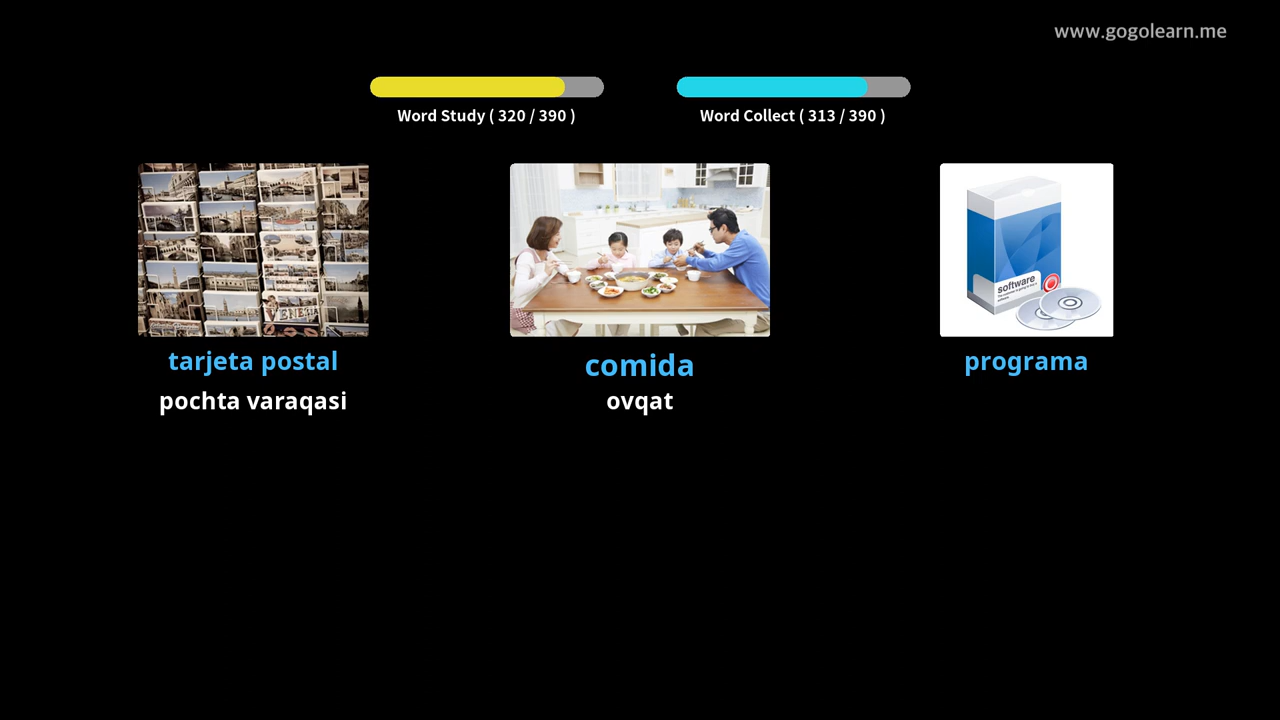 www.gogolearn.me
Word Study ( 320 / 390 )
Word Collect ( 313 / 390 )
software
tarjeta postal
comida
programa
pochta varaqasi
ovqat